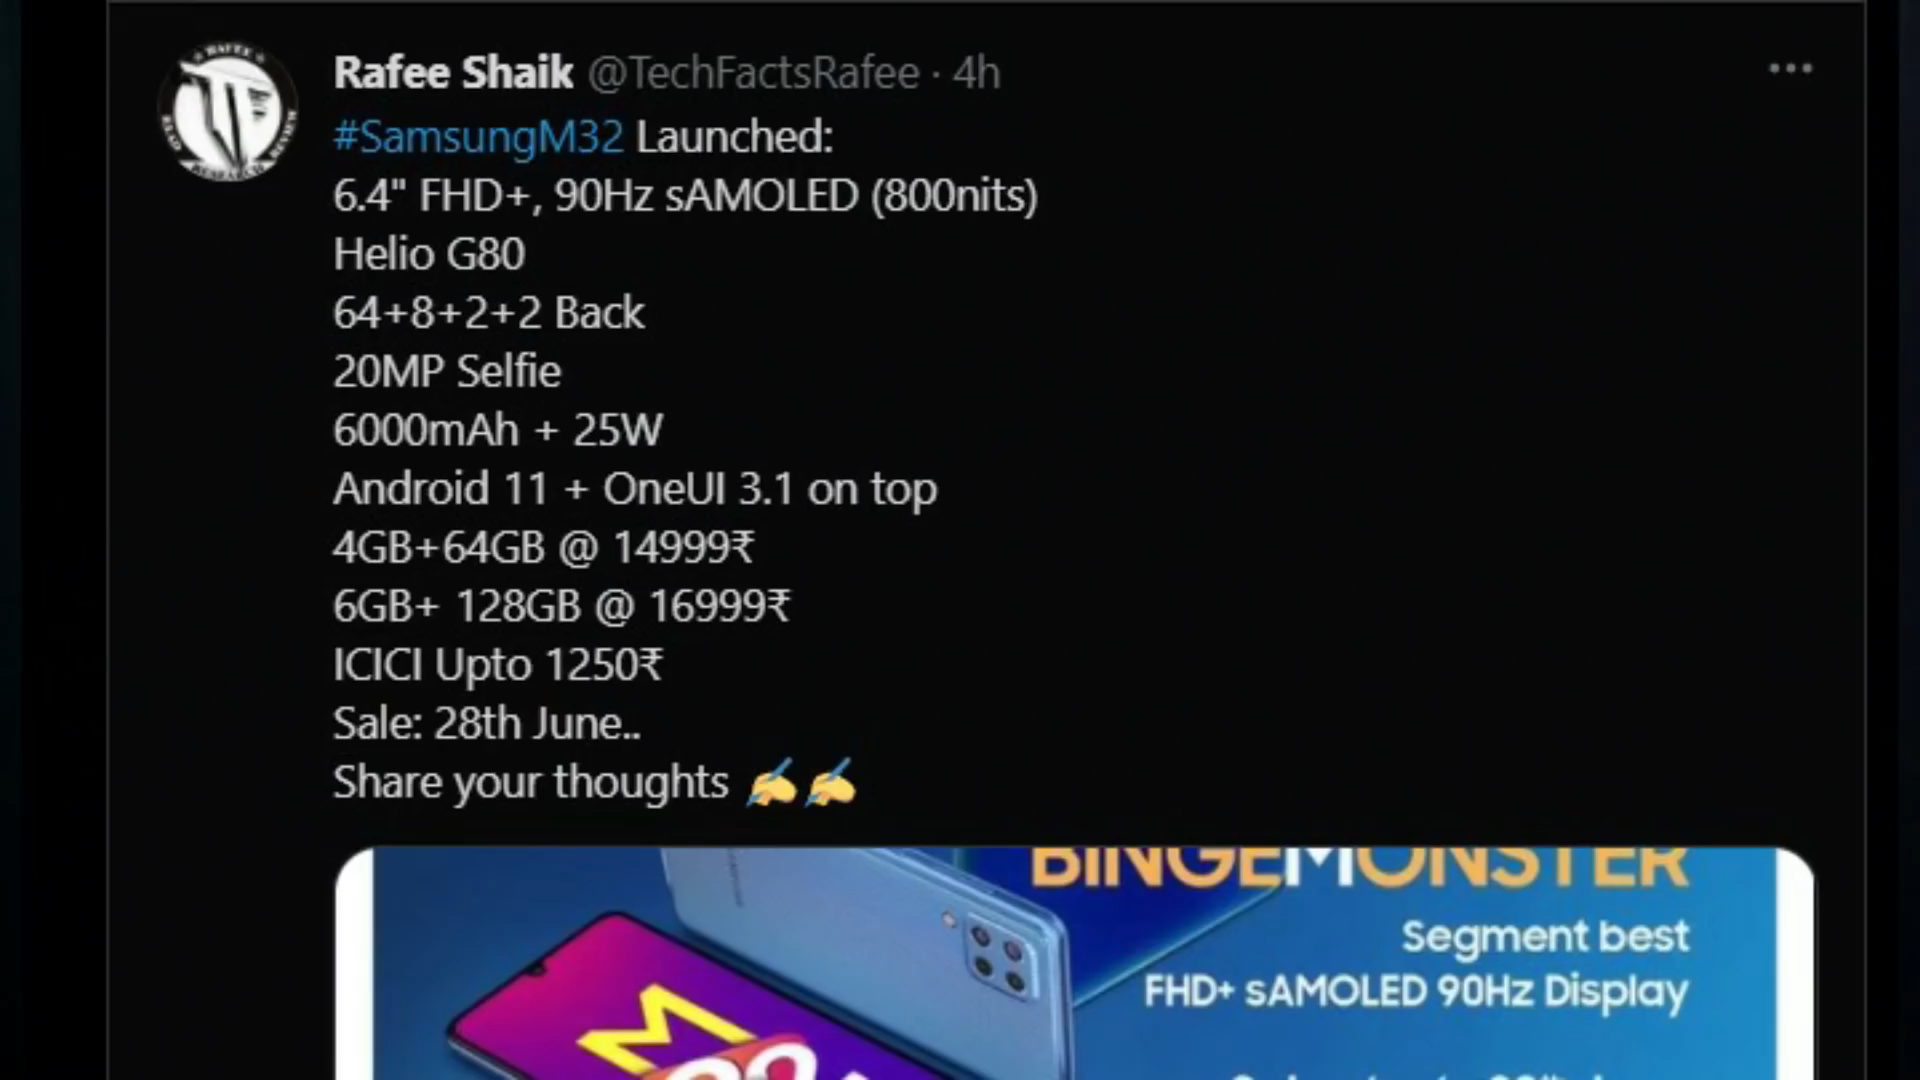 Rafee Shaik @TechFactsRafee · 4h
#SamsungM32 Launched:
6.4" FHD+, 90Hz sAMOLED (800nits)
Helio G80
64+8+2+2 Back
20MP Selfie
6000mAh + 25W
Android 11 + OneUI 3.1 on top
4GB+64GB @ 14999₹
6GB+ 128GB @ 16999₹
ICICI Upto 1250₹
Sale: 28th June..
Share your thoughts ✍✍
BINGEMONSTER
Segment best
FHD+ sAMOLED 90Hz Display
M